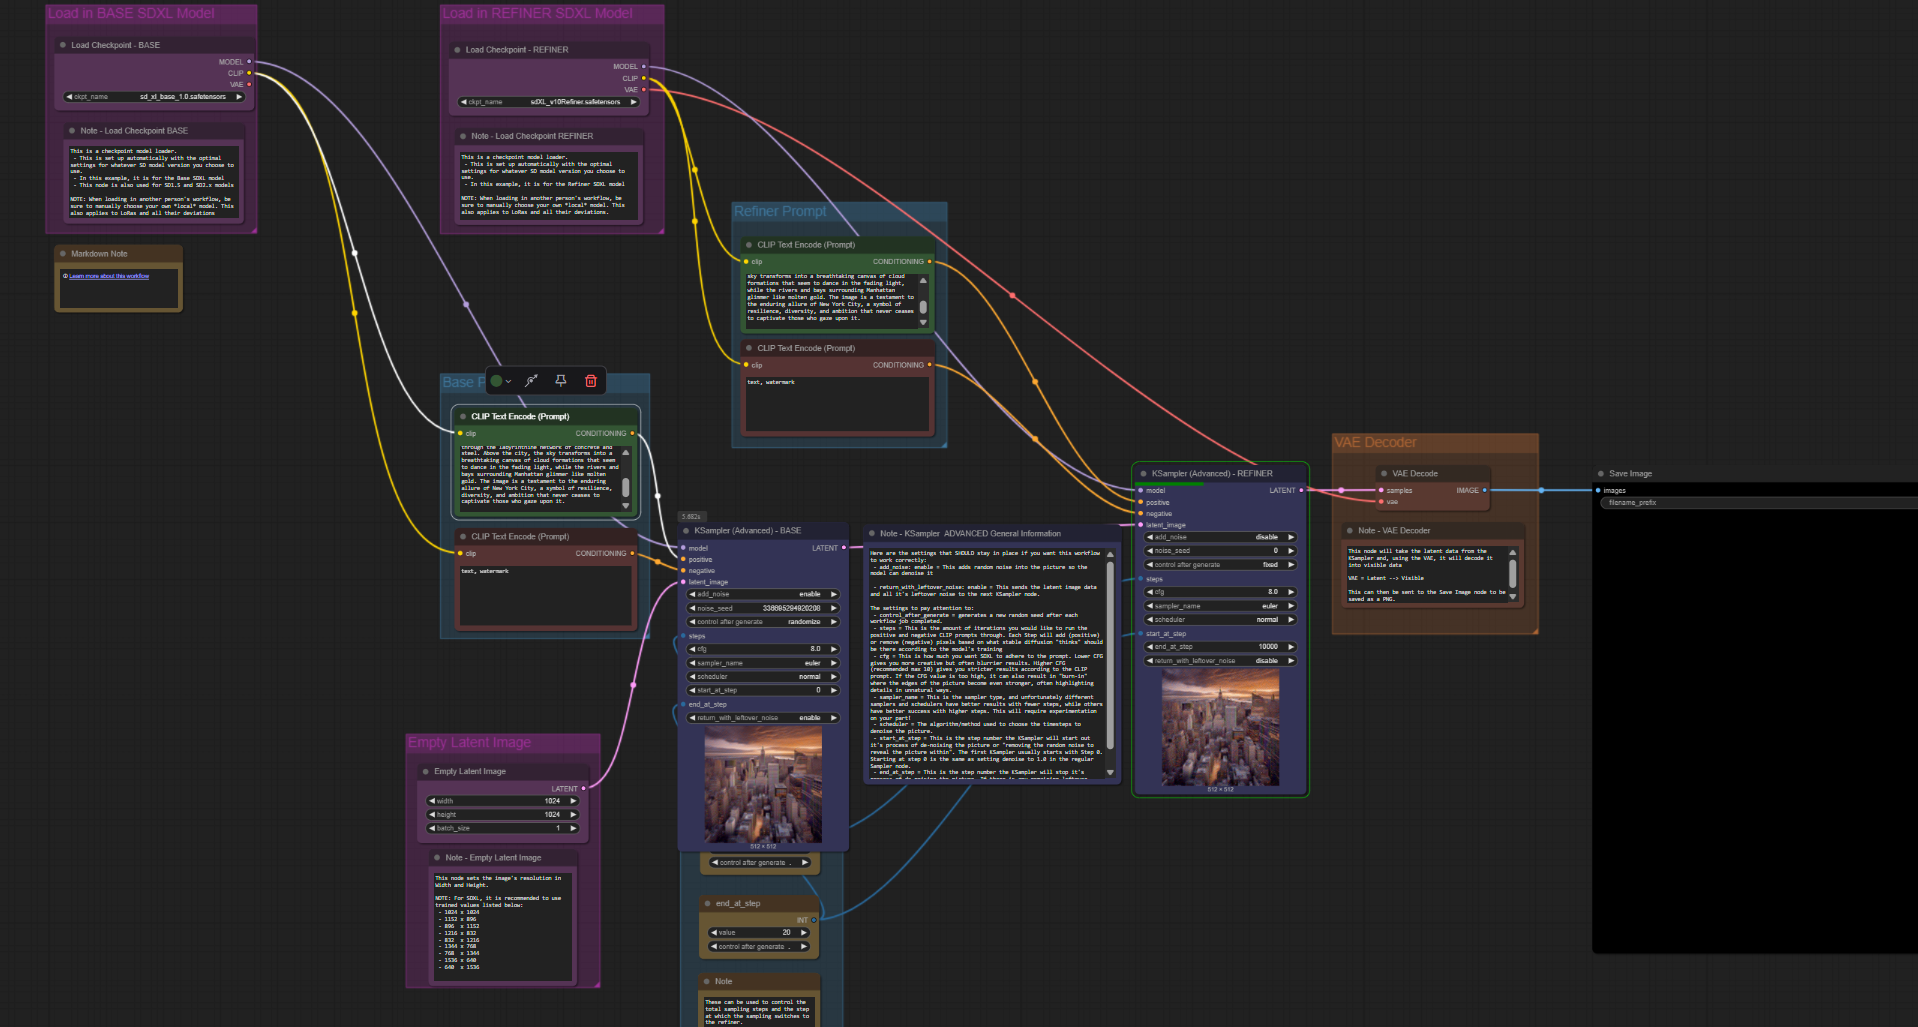 Load in BASE SDXL Model
Load Checkpoint - BASE
MODEL
CLIP
VAE
ckpt_name sd_xl_base_1.0.safetensors
Note - Load Checkpoint BASE
This is a checkpoint model loader.
- This is set up automatically with the optimal
settings for whatever SD model version you choose to
use.
- In this example, it is for the Base SDXL model
- This node is also used for SD1.5 and SD2.x models
NOTE: When loading in another person's workflow, be
sure to manually choose your own *local* model. This
also applies to LoRas and all their deviations
Markdown Note
Learn more about this workflow
Load in REFINER SDXL Model
Load Checkpoint - REFINER
MODEL
CLIP
VAE
ckpt_name sdXL_v10Refiner.safetensors
Note - Load Checkpoint REFINER
This is a checkpoint model loader.
- This is set up automatically with the optimal
settings for whatever SD model version you choose to
use.
- In this example, it is for the Refiner SDXL model
NOTE: When loading in another person's workflow, be
sure to manually choose your own *local* model. This
also applies to LoRas and all their deviations.
Refiner Prompt
CLIP Text Encode (Prompt)
clip CONDITIONING
sky transforms into a breathtaking canvas of cloud
formations that seem to dance in the fading light,
while the rivers and bays surrounding Manhattan
glimmer like molten gold. The image is a testament to
the enduring allure of New York City, a symbol of
resilience, diversity, and ambition that never ceases
to captivate those who gaze upon it.
CLIP Text Encode (Prompt)
clip CONDITIONING
text, watermark
Base P
CLIP Text Encode (Prompt)
clip CONDITIONING
through the labyrinthine network of concrete and
steel. Above the city, the sky transforms into a
breathtaking canvas of cloud formations that seem
to dance in the fading light, while the rivers and
bays surrounding Manhattan glimmer like molten
gold. The image is a testament to the enduring
allure of New York City, a symbol of resilience,
diversity, and ambition that never ceases to
captivate those who gaze upon it.
CLIP Text Encode (Prompt)
clip CONDITIONING
text, watermark
Empty Latent Image
Empty Latent Image
LATENT
width 1024
height 1024
batch_size 1
Note - Empty Latent Image
This node sets the image's resolution in
Width and Height.
NOTE: For SDXL, it is recommended to use
trained values listed below:
- 1024 x 1024
- 1152 x 896
- 896 x 1152
- 1216 x 832
- 832 x 1216
- 1344 x 768
- 768 x 1344
- 1536 x 640
- 640 x 1536
5.682s
KSampler (Advanced) - BASE
model LATENT
positive
negative
latent_image
add_noise enable
noise_seed
control after generate randomize
steps
cfg 8.0
sampler_name euler
scheduler normal
start_at_step 0
end_at_step
return_with_leftover_noise enable
512 × 512
control after generate .
end_at_step
INT
value 20
control after generate .
Note
These can be used to control the
total sampling steps and the step
at which the sampling switches to
the refiner.
Note - KSampler ADVANCED General Information
Here are the settings that SHOULD stay in place if you want this workflow
to work correctly:
- add_noise: enable = This adds random noise into the picture so the
model can denoise it
- return_with_leftover_noise: enable = This sends the latent image data
and all it's leftover noise to the next KSampler node.
The settings to pay attention to:
- control_after_generate = generates a new random seed after each
workflow job completed.
- steps = This is the amount of iterations you would like to run the
positive and negative CLIP prompts through. Each Step will add (positive)
or remove (negative) pixels based on what stable diffusion "thinks" should
be there according to the model's training
- cfg = This is how much you want SDXL to adhere to the prompt. Lower CFG
gives you more creative but often blurrier results. Higher CFG
(recommended max 10) gives you stricter results according to the CLIP
prompt. If the CFG value is too high, it can also result in "burn-in"
where the edges of the picture become even stronger, often highlighting
details in unnatural ways.
- sampler_name = This is the sampler type, and unfortunately different
samplers and schedulers have better results with fewer steps, while others
have better success with higher steps. This will require experimentation
on your part!
- scheduler = The algorithm/method used to choose the timesteps to
denoise the picture.
- start_at_step = This is the step number the KSampler will start out
it's process of de-noising the picture or "removing the random noise to
reveal the picture within". The first KSampler usually starts with Step 0.
Starting at step 0 is the same as setting denoise to 1.0 in the regular
Sampler node.
- end_at_step = This is the step number the KSampler will stop it's
KSampler (Advanced) - REFINER
model LATENT
positive
negative
latent_image
add_noise disable
noise_seed 0
control after generate fixed
steps
cfg 8.0
sampler_name euler
scheduler normal
start_at_step
end_at_step 10000
return_with_leftover_noise disable
512 × 512
VAE Decoder
VAE Decode
samples IMAGE
vae
Note - VAE Decoder
This node will take the latent data from the
KSampler and, using the VAE, it will decode it
into visible data
VAE = Latent --> Visible
This can then be sent to the Save Image node to be
saved as a PNG.
Save Image
images
filename_prefix